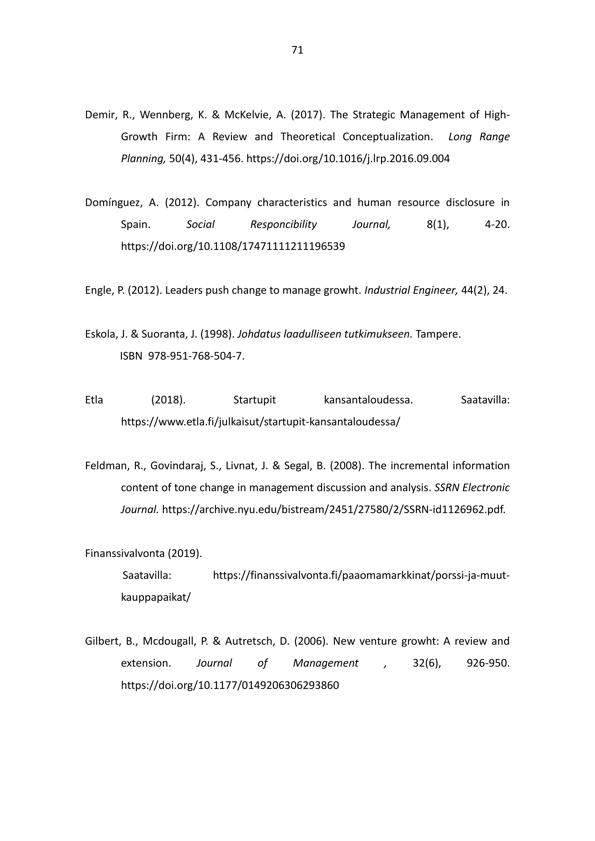 71
Demir, R., Wennberg, K. & McKelvie, A. (2017). The Strategic Management of High-
Growth Firm: A Review and Theoretical Conceptualization. Long Range
Planning, 50(4), 431-456. https://doi.org/10.1016/j.lrp.2016.09.004
Domínguez, A. (2012). Company characteristics and human resource disclosure in
Spain. Social Responcibility Journal, 8(1), 4-20.
https://doi.org/10.1108/17471111211196539
Engle, P. (2012). Leaders push change to manage growht. Industrial Engineer, 44(2), 24.
Eskola, J. & Suoranta, J. (1998). Johdatus laadulliseen tutkimukseen. Tampere.
ISBN 978-951-768-504-7.
Etla (2018). Startupit kansantaloudessa. Saatavilla:
https://www.etla.fi/julkaisut/startupit-kansantaloudessa/
Feldman, R., Govindaraj, S., Livnat, J. & Segal, B. (2008). The incremental information
content of tone change in management discussion and analysis. SSRN Electronic
Journal. https://archive.nyu.edu/bistream/2451/27580/2/SSRN-id1126962.pdf.
Finanssivalvonta (2019).
Saatavilla: https://finanssivalvonta.fi/paaomamarkkinat/porssi-ja-muut-
kauppapaikat/
Gilbert, B., Mcdougall, P. & Autretsch, D. (2006). New venture growht: A review and
extension. Journal of Management , 32(6), 926-950.
https://doi.org/10.1177/0149206306293860